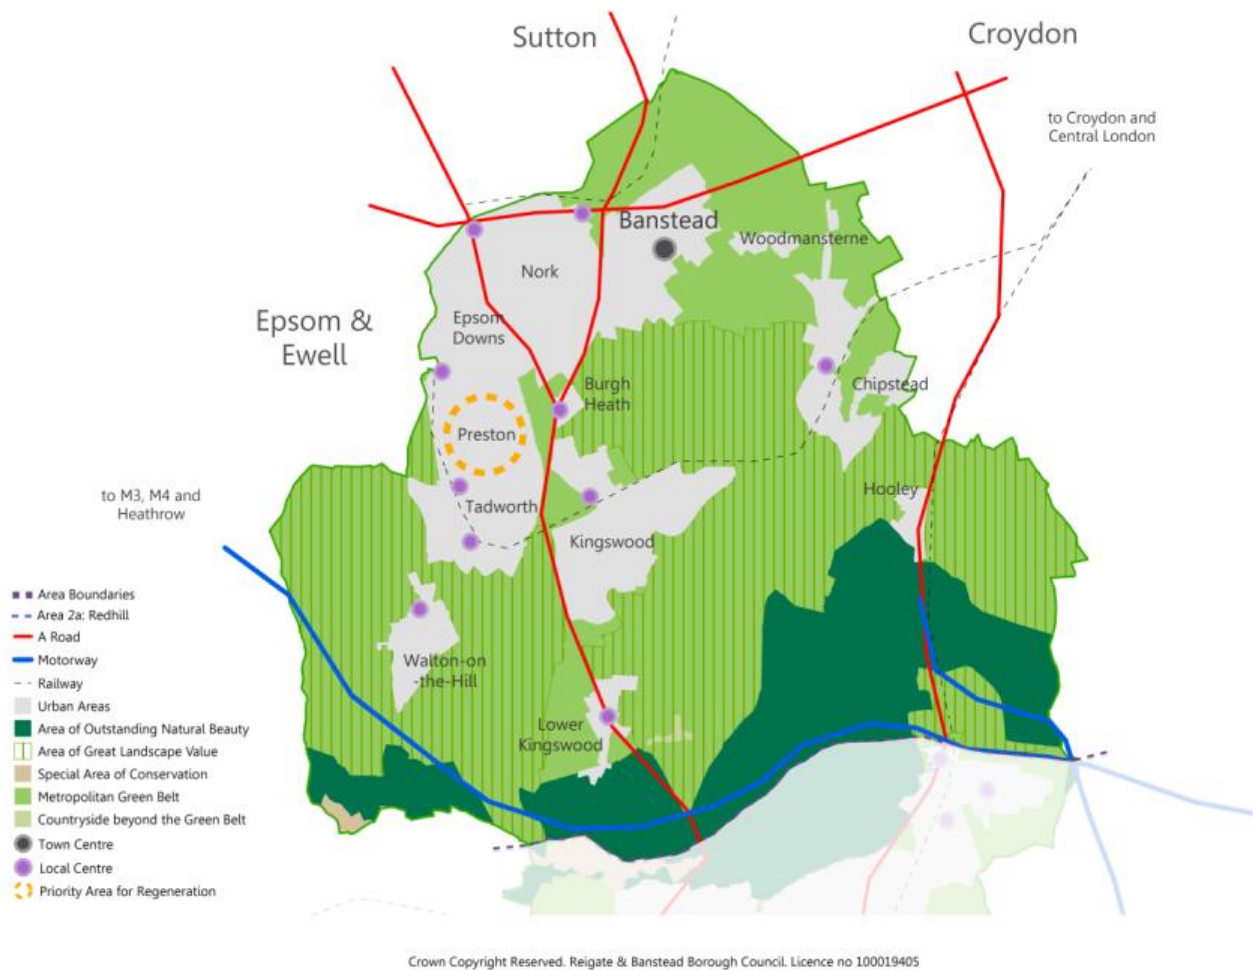 Sutton
Croydon
to Croydon and
Central London
Banstead
Woodmansterne
Nork
Epsom &
Ewell
Epsom
Downs
Burgh
Heath
Chipstead
Preston
to M3, M4 and
Heathrow
Tadworth
Hooley
Kingswood
Walton-on
-the-Hill
Lower
Kingswood
Area Boundaries
Area 2a: Redhill
A Road
Motorway
Railway
Urban Areas
Area of Outstanding Natural Beauty
Area of Great Landscape Value
Special Area of Conservation
Metropolitan Green Belt
Countryside beyond the Green Belt
Town Centre
Local Centre
Priority Area for Regeneration
Crown Copyright Reserved. Reigate & Banstead Borough Council. Licence no 100019405